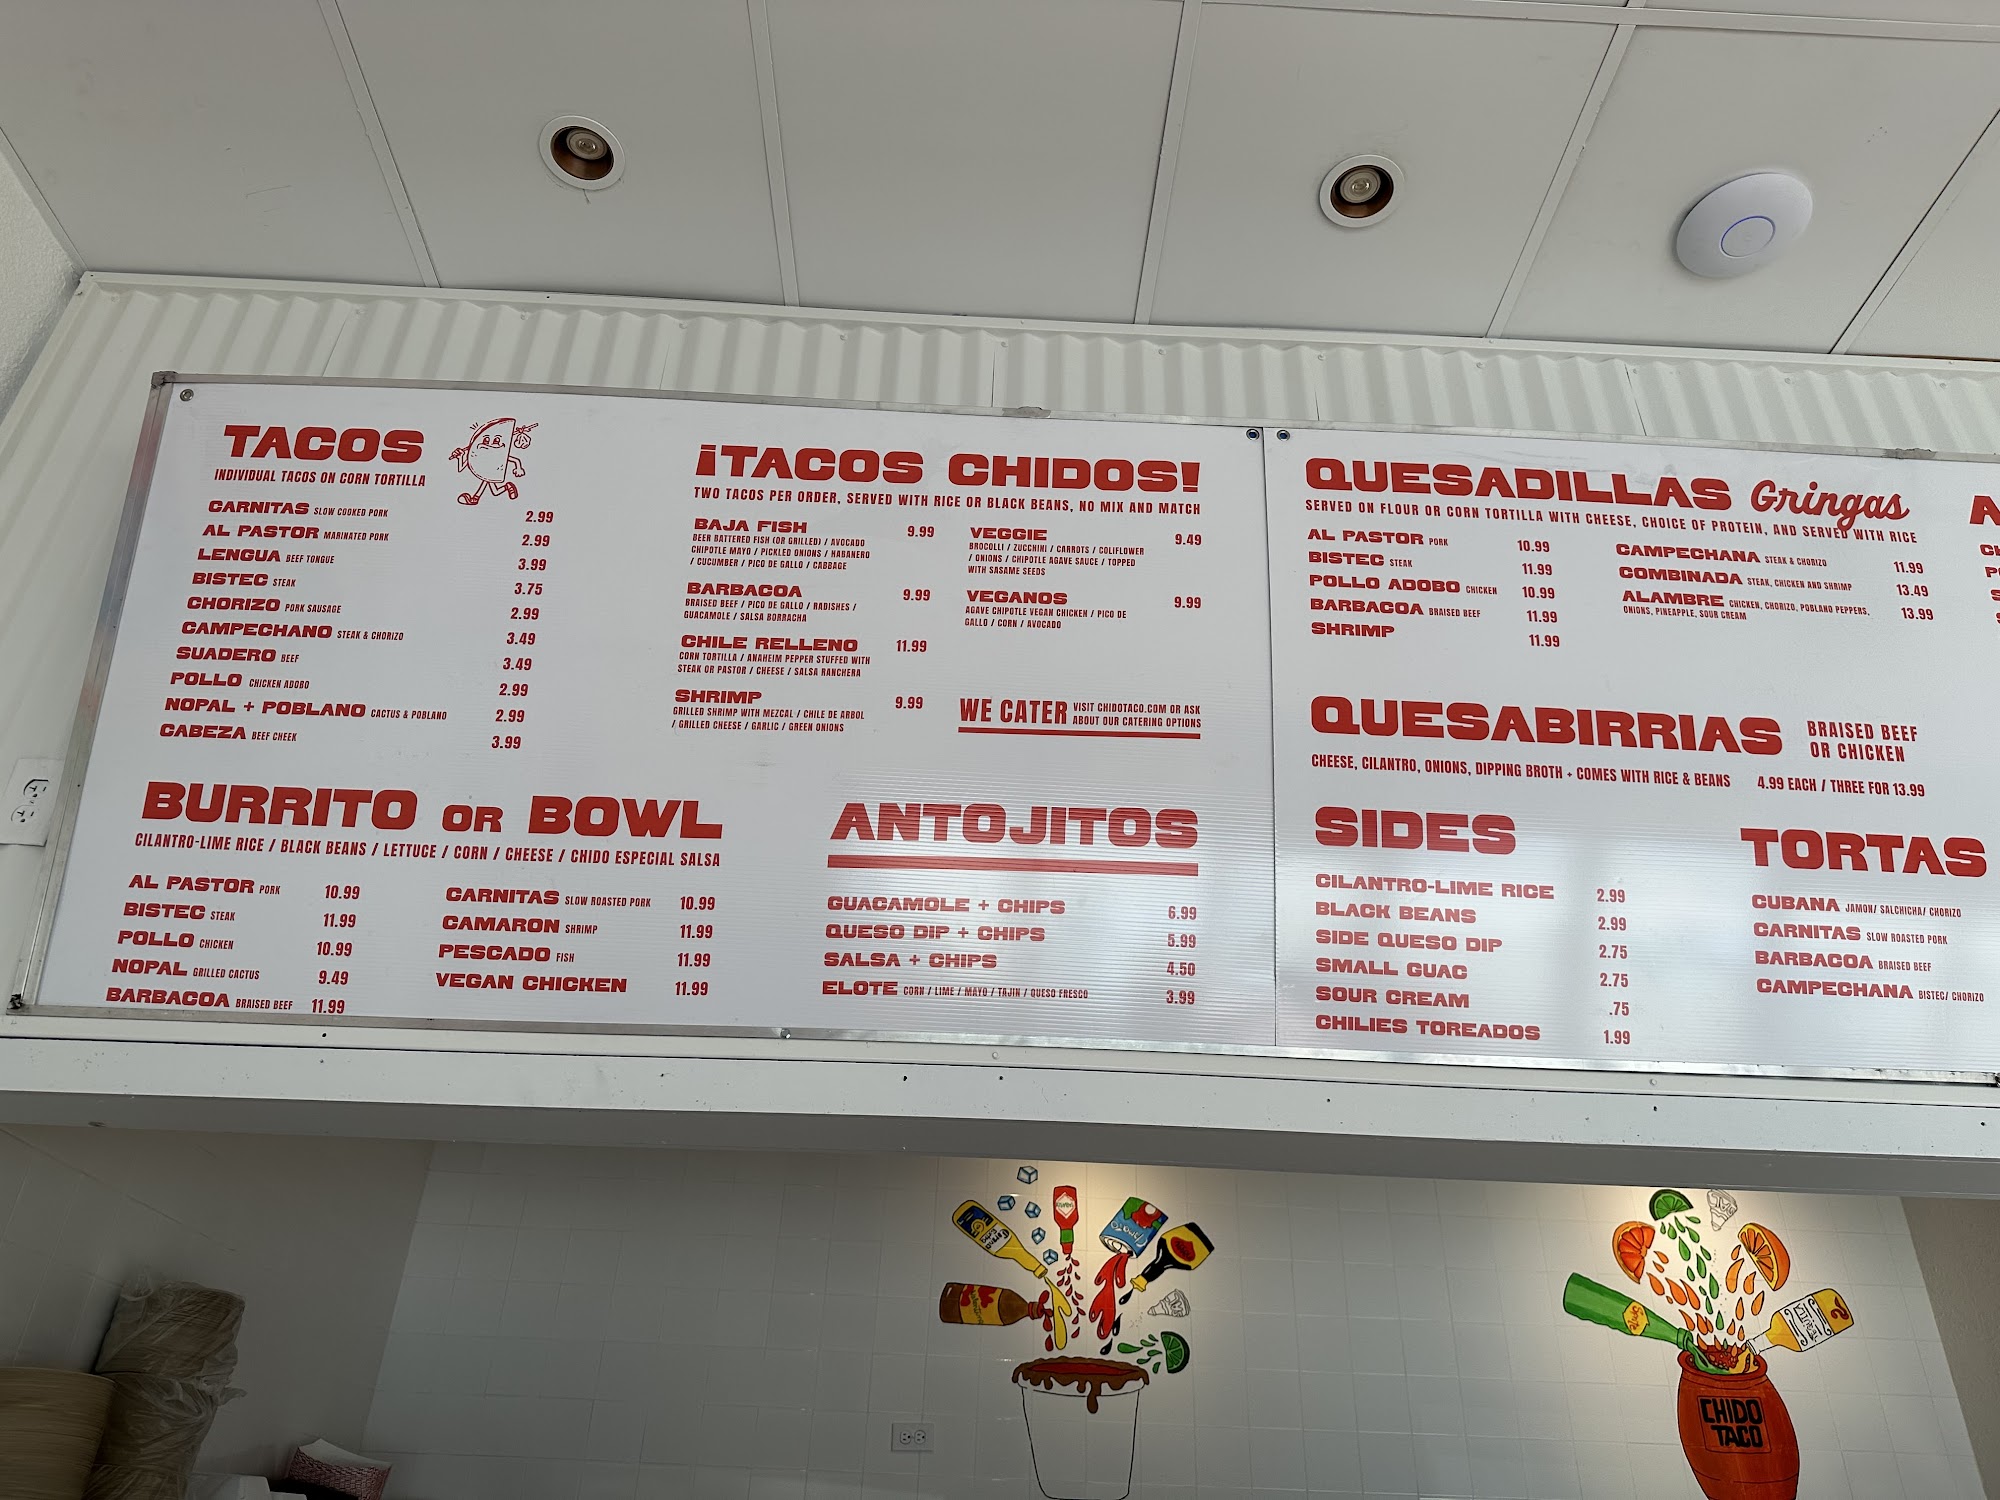 TACOS
INDIVIDUAL TACOS ON CORN TORTILLA
CARNITAS SLOW COOKED PORK 2.99
AL PASTOR MARINATED PORK 2.99
LENGUA BEEF TONGUE 3.99
BISTEC STEAK 3.75
CHORIZO PORK SAUSAGE 2.99
CAMPECHANO STEAK & CHORIZO 3.49
SUADERO BEEF 3.49
POLLO CHICKEN ADOBO 2.99
NOPAL + POBLANO CACTUS & POBLANO 2.99
CABEZA BEEF CHEEK 3.99
¡TACOS CHIDOS!
TWO TACOS PER ORDER, SERVED WITH RICE OR BLACK BEANS, NO MIX AND MATCH
BAJA FISH 9.99
BEER BATTERED FISH (OR GRILLED) / AVOCADO
CHIPOTLE MAYO / PICKLED ONIONS / HABANERO
/ CUCUMBER / PICO DE GALLO / CABBAGE
BARBACOA 9.99
BRAISED BEEF / PICO DE GALLO / RADISHES /
GUACAMOLE / SALSA BORRACHA
CHILE RELLENO 11.99
CORN TORTILLA / ANAHEIM PEPPER STUFFED WITH
STEAK OR PASTOR / CHEESE / SALSA RANCHERA
SHRIMP 9.99
GRILLED SHRIMP WITH MEZCAL / CHILE DE ARBOL
/ GRILLED CHEESE / GARLIC / GREEN ONIONS
VEGGIE 9.49
BROCOLLI / ZUCCHINI / CARROTS / COLIFLOWER
/ ONIONS / CHIPOTLE AGAVE SAUCE / TOPPED
WITH SASAME SEEDS
VEGANOS 9.99
AGAVE CHIPOTLE VEGAN CHICKEN / PICO DE
GALLO / CORN / AVOCADO
WE CATER VISIT CHIDOTACO.COM OR ASK
ABOUT OUR CATERING OPTIONS
BURRITO OR BOWL
CILANTRO-LIME RICE / BLACK BEANS / LETTUCE / CORN / CHEESE / CHIDO ESPECIAL SALSA
AL PASTOR PORK 10.99
BISTEC STEAK 11.99
POLLO CHICKEN 10.99
NOPAL GRILLED CACTUS 9.49
BARBACOA BRAISED BEEF 11.99
CARNITAS SLOW ROASTED PORK 10.99
CAMARON SHRIMP 11.99
PESCADO FISH 11.99
VEGAN CHICKEN 11.99
ANTOJITOS
GUACAMOLE + CHIPS 6.99
QUESO DIP + CHIPS 5.99
SALSA + CHIPS 4.50
ELOTE CORN / LIME / MAYO / TAJIN / QUESO FRESCO 3.99
QUESADILLAS Gringas
SERVED ON FLOUR OR CORN TORTILLA WITH CHEESE, CHOICE OF PROTEIN, AND SERVED WITH RICE
AL PASTOR PORK 10.99
BISTEC STEAK 11.99
POLLO ADOBO CHICKEN 10.99
BARBACOA BRAISED BEEF 11.99
SHRIMP 11.99
CAMPECHANA STEAK & CHORIZO 11.99
COMBINADA STEAK, CHICKEN AND SHRIMP 13.49
ALAMBRE CHICKEN, CHORIZO, POBLANO PEPPERS, 13.99
ONIONS, PINEAPPLE, SOUR CREAM
QUESABIRRIAS BRAISED BEEF
OR CHICKEN
CHEESE, CILANTRO, ONIONS, DIPPING BROTH + COMES WITH RICE & BEANS 4.99 EACH / THREE FOR 13.99
SIDES
CILANTRO-LIME RICE 2.99
BLACK BEANS 2.99
SIDE QUESO DIP 2.75
SMALL GUAC 2.75
SOUR CREAM .75
CHILIES TOREADOS 1.99
TORTAS
CUBANA JAMON/ SALCHICHA/ CHORIZO
CARNITAS SLOW ROASTED PORK
BARBACOA BRAISED BEEF
CAMPECHANA BISTEC/ CHORIZO
CHIDO
TACO